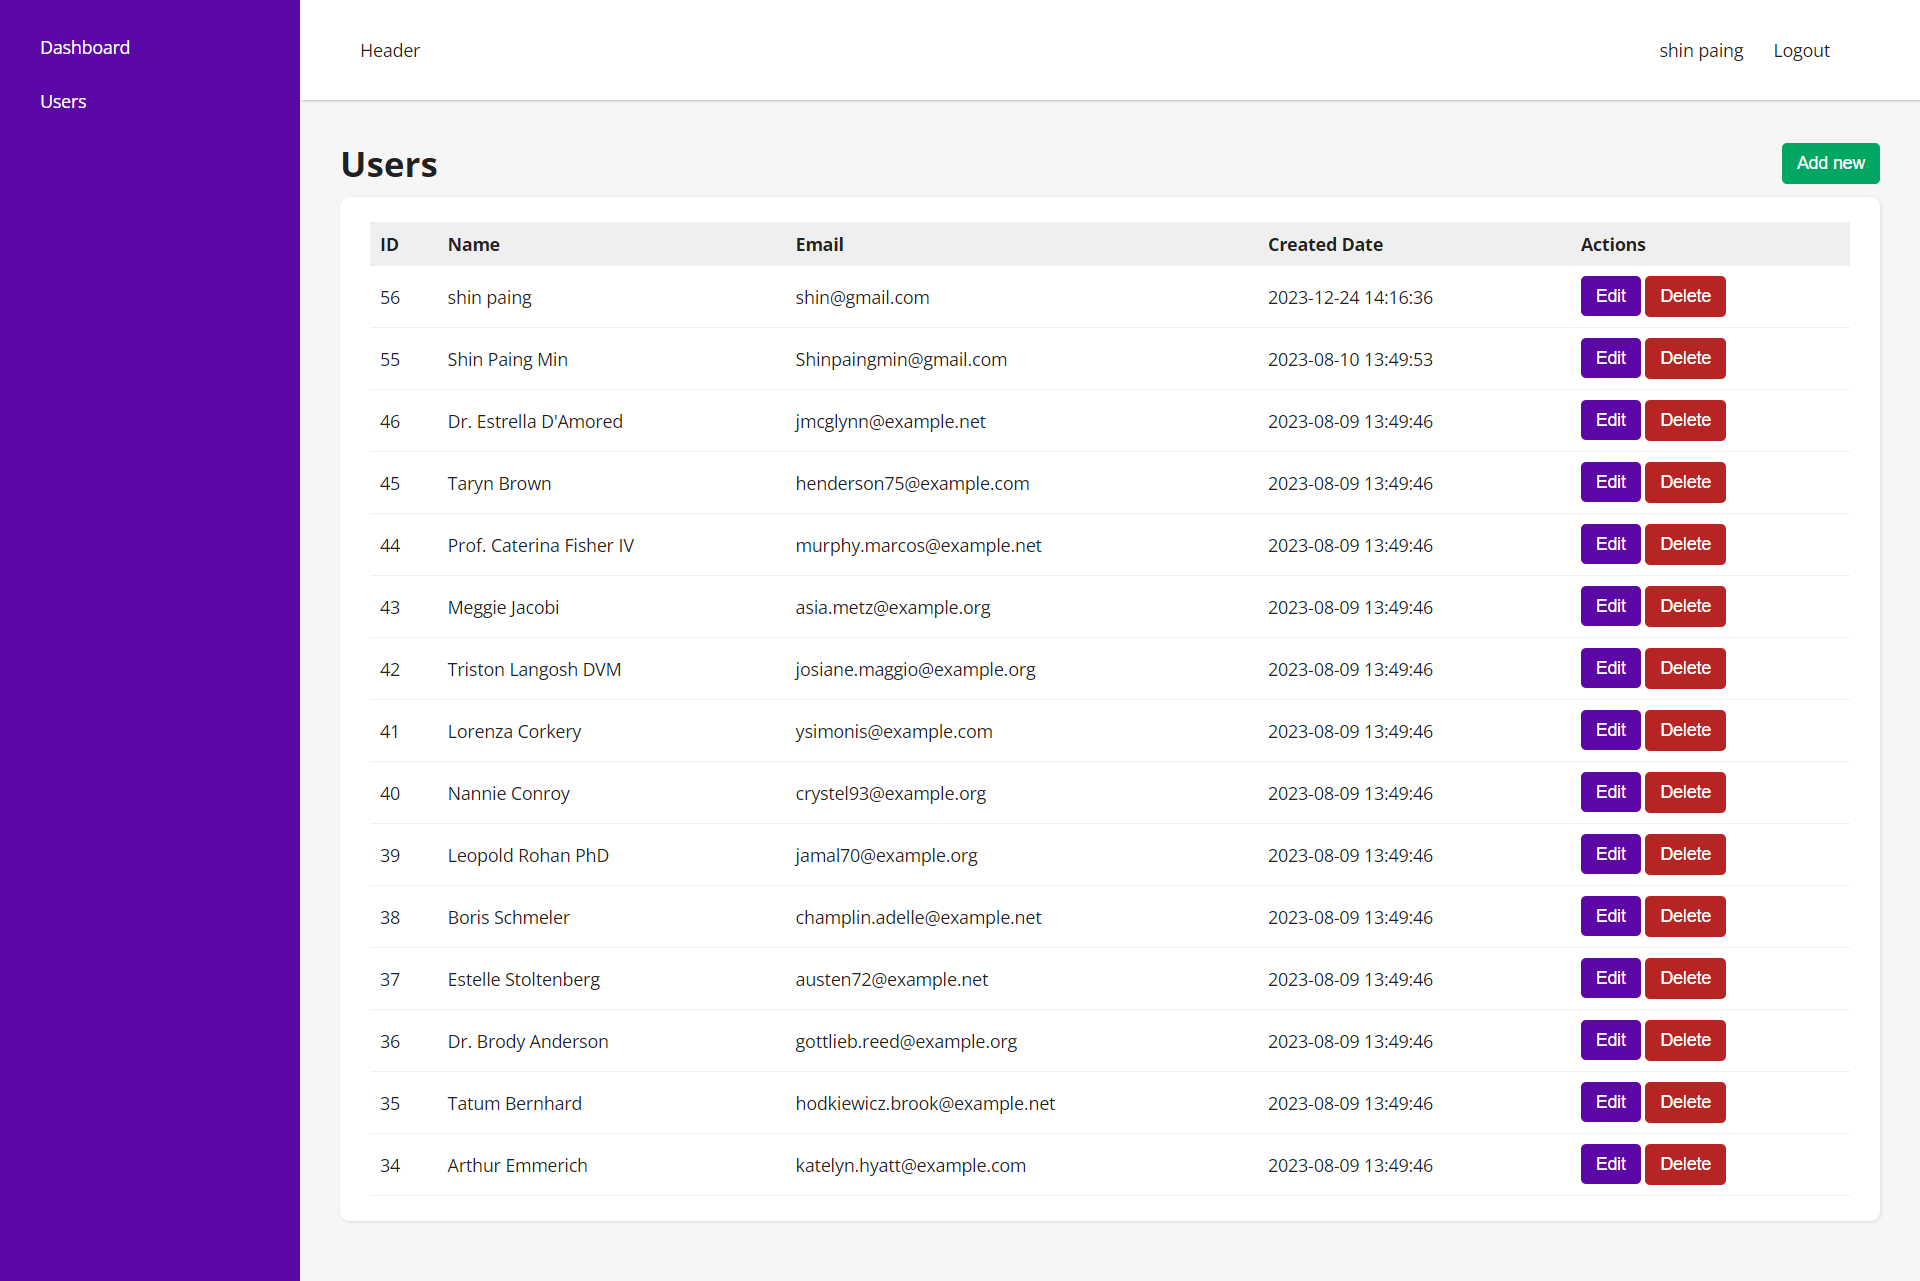 Dashboard
Users
Header
shin paing Logout
Users
Add new
ID Name Email Created Date Actions
56 shin paing shin@gmail.com 2023-12-24 14:16:36 Edit Delete
55 Shin Paing Min Shinpaingmin@gmail.com 2023-08-10 13:49:53 Edit Delete
46 Dr. Estrella D'Amored jmcglynn@example.net 2023-08-09 13:49:46 Edit Delete
45 Taryn Brown henderson75@example.com 2023-08-09 13:49:46 Edit Delete
44 Prof. Caterina Fisher IV murphy.marcos@example.net 2023-08-09 13:49:46 Edit Delete
43 Meggie Jacobi asia.metz@example.org 2023-08-09 13:49:46 Edit Delete
42 Triston Langosh DVM josiane.maggio@example.org 2023-08-09 13:49:46 Edit Delete
41 Lorenza Corkery ysimonis@example.com 2023-08-09 13:49:46 Edit Delete
40 Nannie Conroy crystel93@example.org 2023-08-09 13:49:46 Edit Delete
39 Leopold Rohan PhD jamal70@example.org 2023-08-09 13:49:46 Edit Delete
38 Boris Schmeler champlin.adelle@example.net 2023-08-09 13:49:46 Edit Delete
37 Estelle Stoltenberg austen72@example.net 2023-08-09 13:49:46 Edit Delete
36 Dr. Brody Anderson gottlieb.reed@example.org 2023-08-09 13:49:46 Edit Delete
35 Tatum Bernhard hodkiewicz.brook@example.net 2023-08-09 13:49:46 Edit Delete
34 Arthur Emmerich katelyn.hyatt@example.com 2023-08-09 13:49:46 Edit Delete